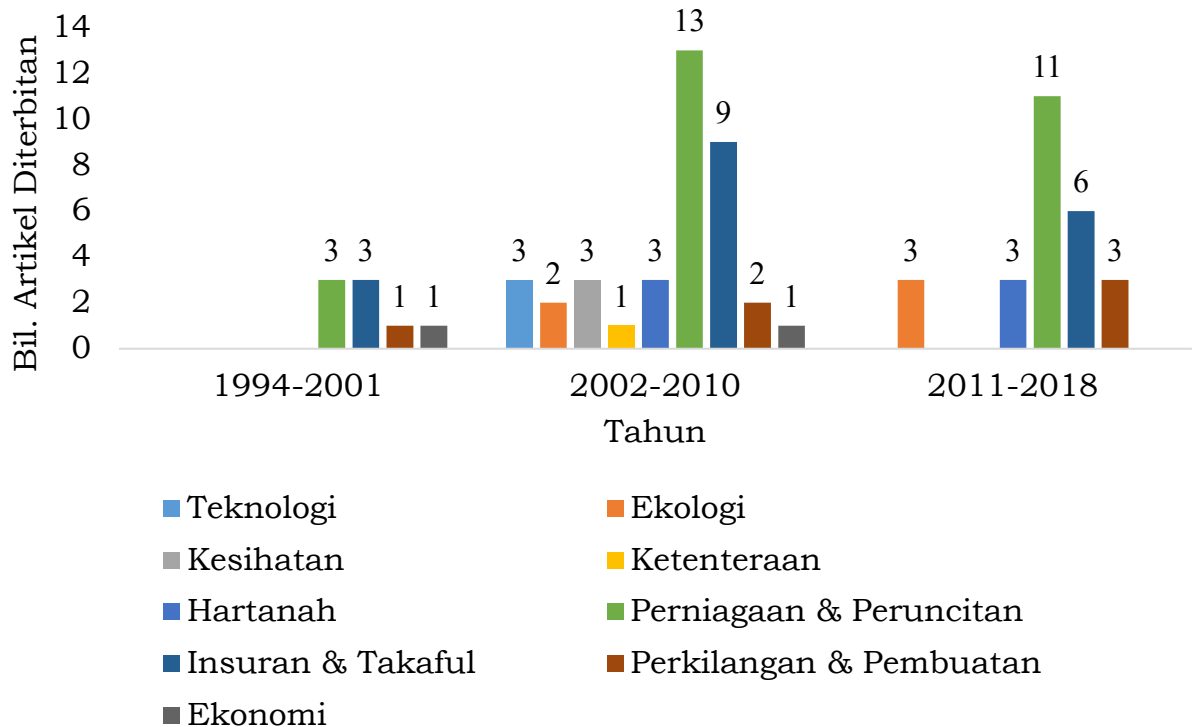 Bil. Artikel Diterbitan
14
12
10
8
6
4
2
0
3 3 1 1
3 2 3 1 3 13 9 2 1
3 3 11 6 3
1994-2001 2002-2010 2011-2018
Tahun
Teknologi Ekologi
Kesihatan Ketenteraan
Hartanah Perniagaan & Peruncitan
Insuran & Takaful Perkilangan & Pembuatan
Ekonomi